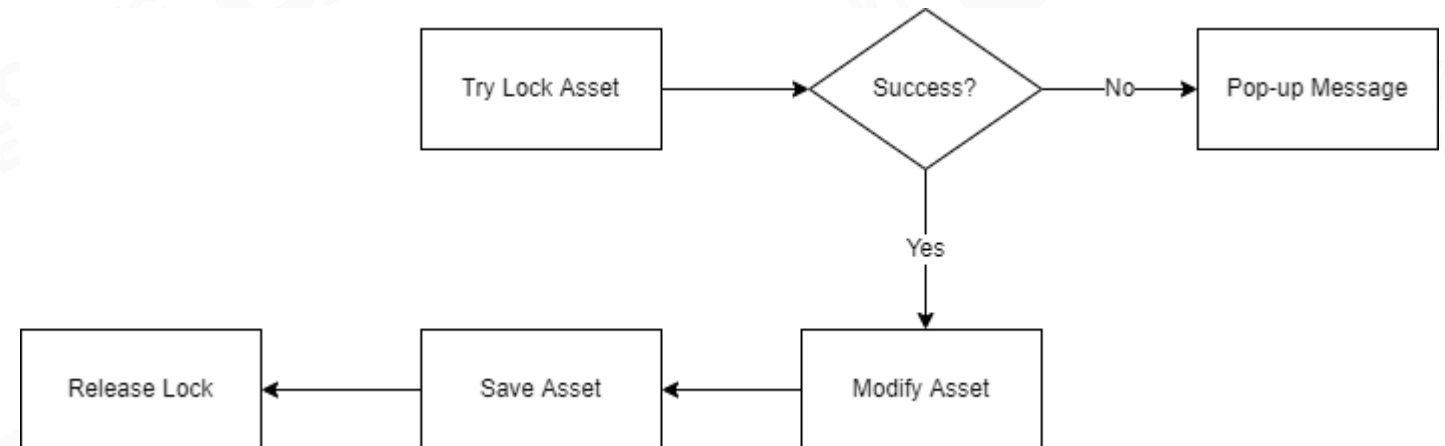 Try Lock Asset
Success?
No
Pop-up Message
Yes
Release Lock
Save Asset
Modify Asset